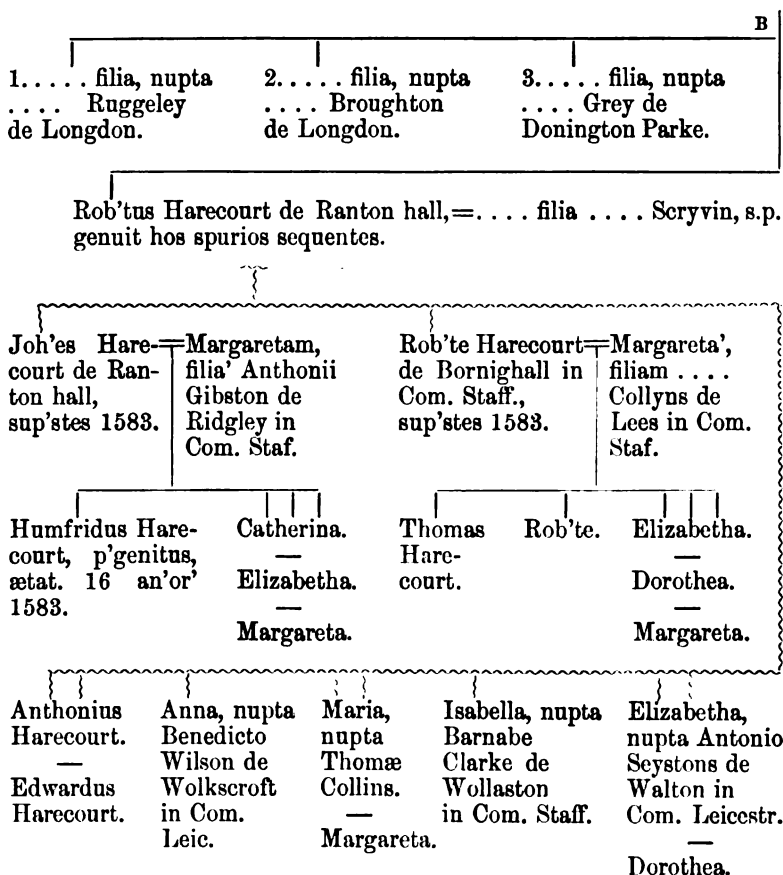 B
1. . . . . filia, nupta
. . . . Ruggeley
de Longdon.
2. . . . . filia, nupta
. . . . Broughton
de Longdon.
3. . . . . filia, nupta
. . . . Grey de
Donington Parke.
Rob'tus Harecourt de Ranton hall,=. . . . filia . . . . Scryvin, s.p.
genuit hos spurios sequentes.
Joh'es Hare-
court de Ran-
ton hall,
sup'stes 1583.
=Margaretam,
filia' Anthonii
Gibston de
Ridgley in
Com. Staf.
Rob'te Harecourt
de Bornighall in
Com. Staff.,
sup'stes 1583.
=Margareta',
filiam . . . .
Collyns de
Lees in Com.
Staf.
Humfridus Hare-
court, p'genitus,
ætat. 16 an'or'
1583.
Catherina.
—
Elizabetha.
—
Margareta.
Thomas
Hare-
court.
Rob'te.
Elizabetha.
—
Dorothea.
—
Margareta.
Anthonius
Harecourt.
—
Edwardus
Harecourt.
Anna, nupta
Benedicto
Wilson de
Wolkscroft
in Com.
Leic.
Maria,
nupta
Thomæ
Collins.
—
Margareta.
Isabella, nupta
Barnabe
Clarke de
Wollaston
in Com. Staff.
Elizabetha,
nupta Antonio
Seystons de
Walton in
Com. Leicestr.
—
Dorothea.